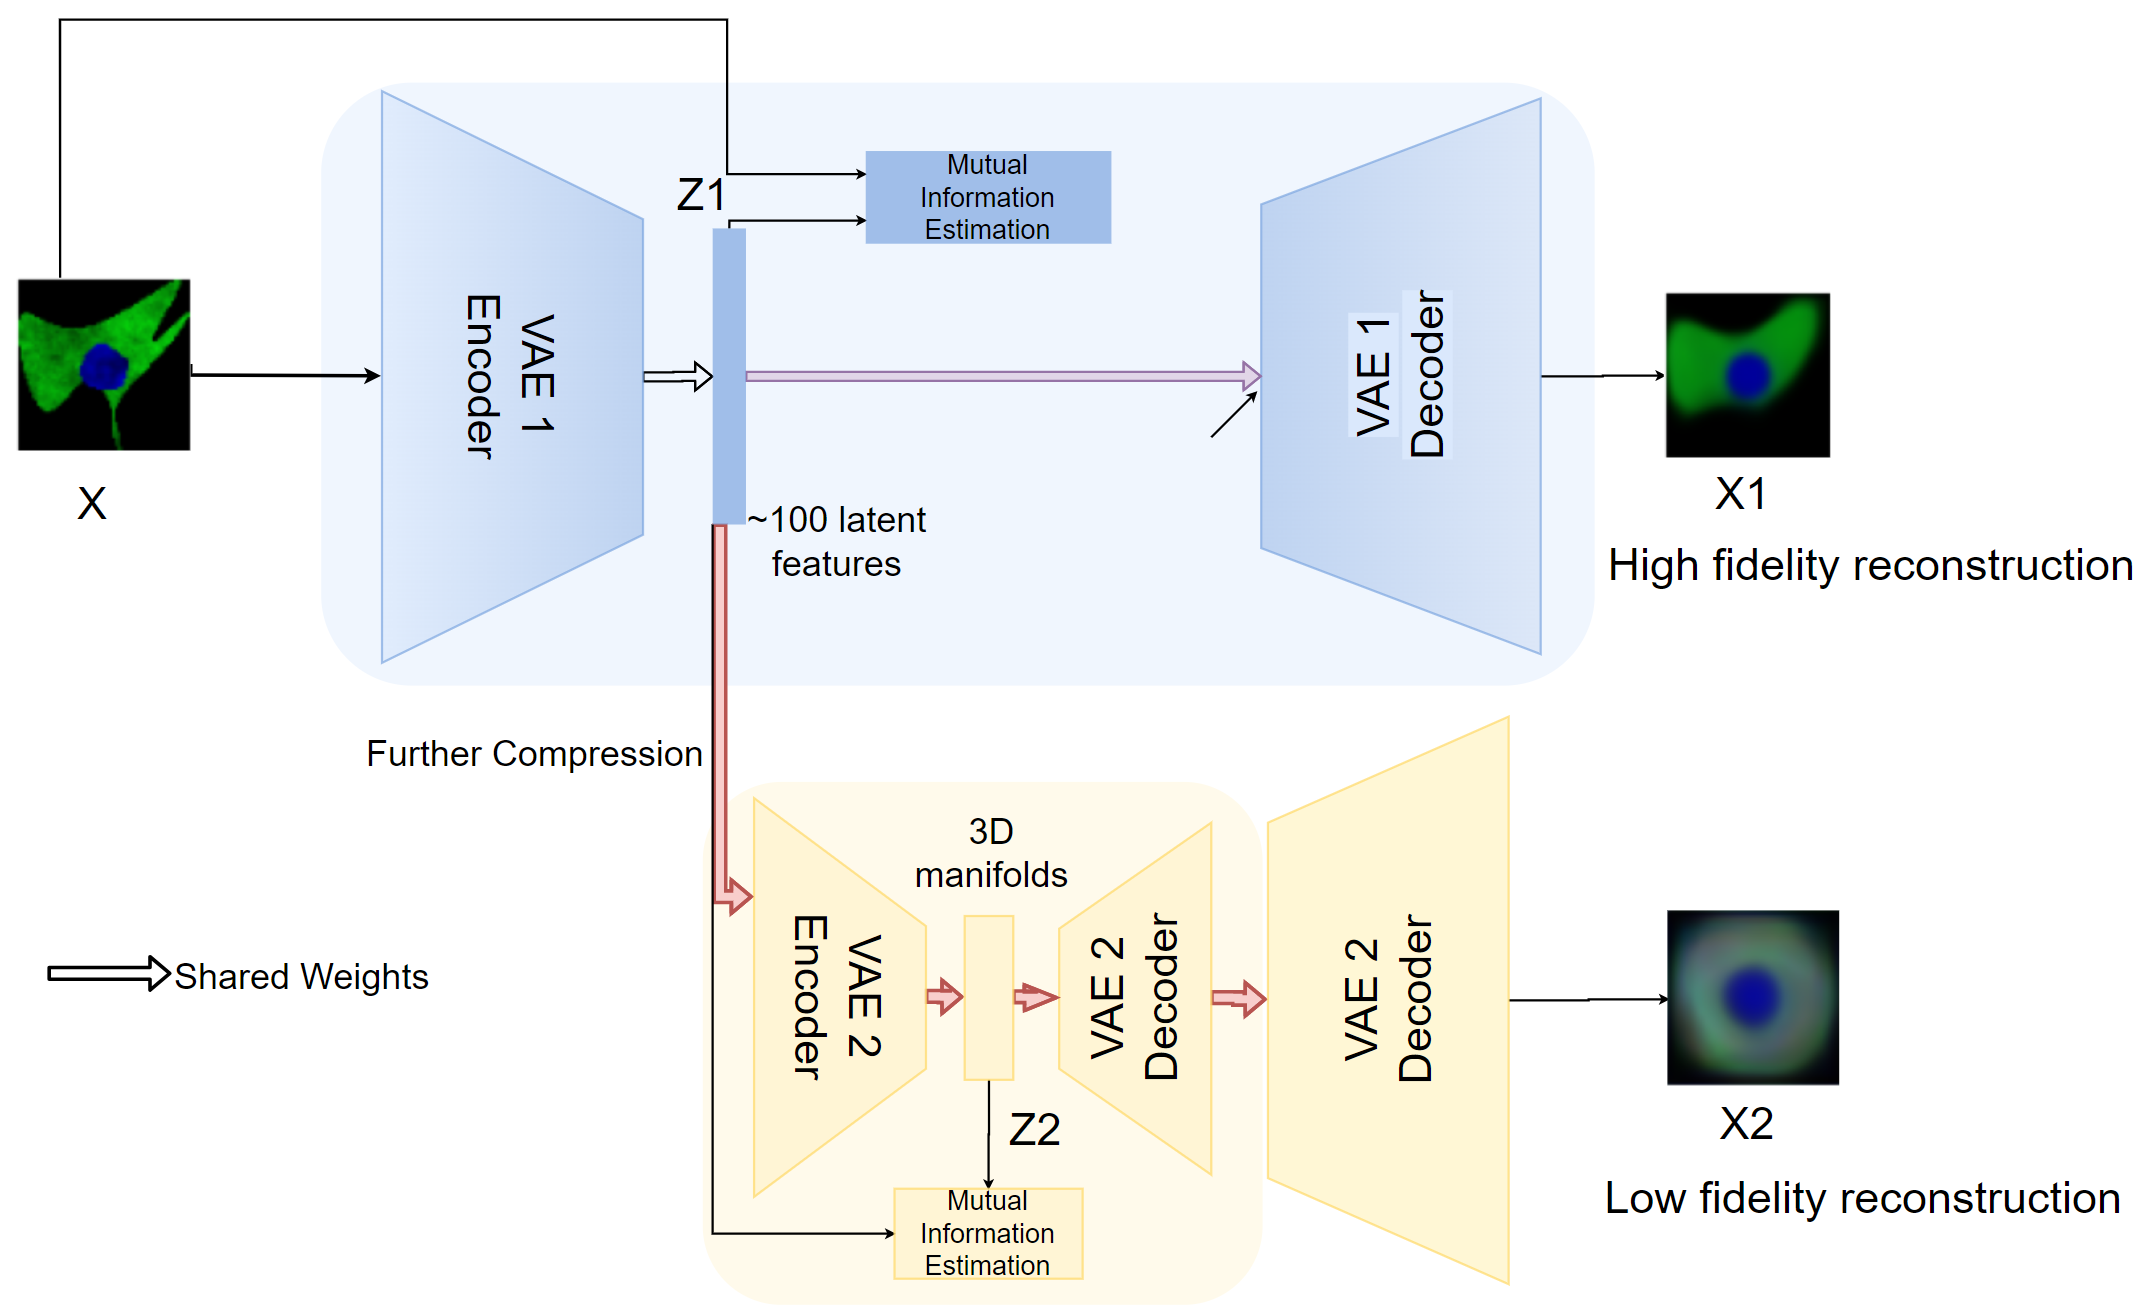 Z1
Mutual
Information
Estimation
VAE 1
Encoder
VAE 1
Decoder
X
X1
~100 latent
features
High fidelity reconstruction
Further Compression
3D
manifolds
VAE 2
Encoder
VAE 2
Decoder
VAE 2
Decoder
Shared Weights
Z2
X2
Mutual
Information
Estimation
Low fidelity reconstruction